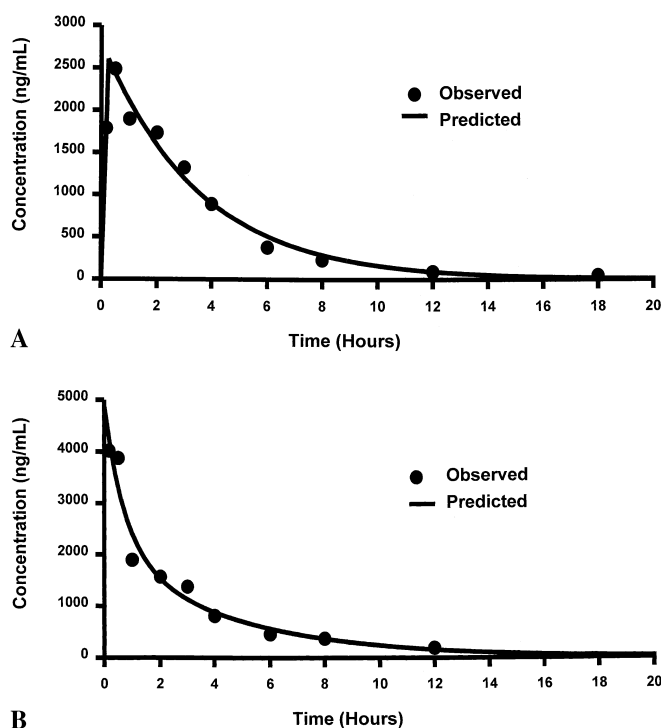 3000
2500
2000
1500
1000
500
0
Concentration (ng/mL)
Observed
Predicted
0 2 4 6 8 10 12 14 16 18 20
Time (Hours)
A
5000
4000
3000
2000
1000
0
Concentration (ng/mL)
Observed
Predicted
0 2 4 6 8 10 12 14 16 18 20
Time (Hours)
B